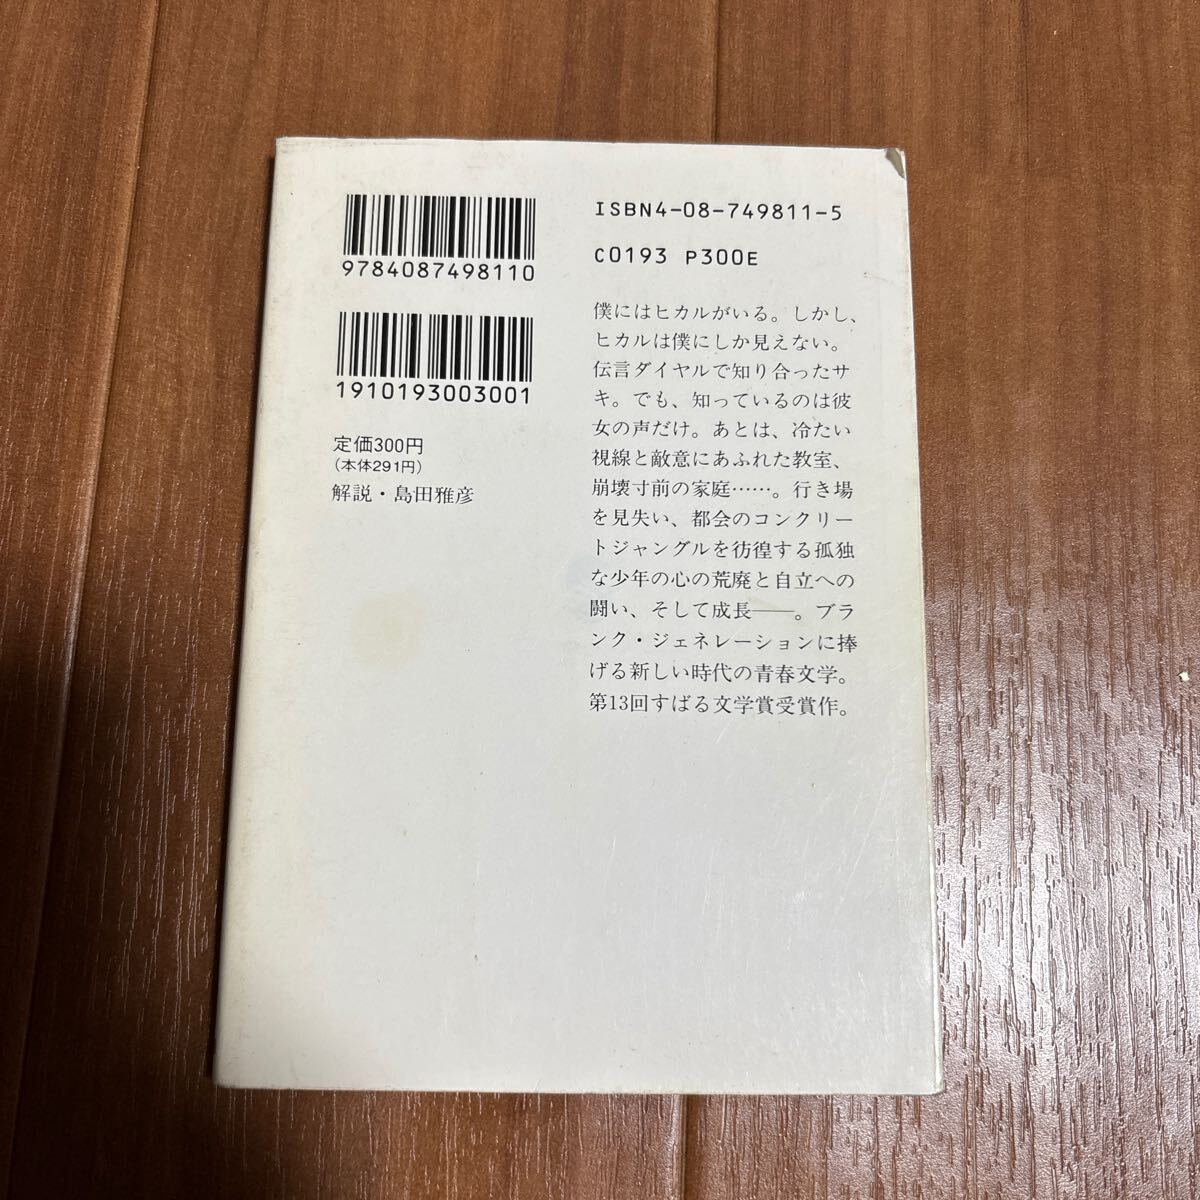 9784087498110
1910193003001
定価300円
(本体291円)
解説・島田雅彦
ISBN4-08-749811-5
C0193 P300E
僕にはヒカルがいる。しかし、
ヒカルは僕にしか見えない。
伝言ダイヤルで知り合ったサ
キ。でも、知っているのは彼
女の声だけ。あとは、冷たい
視線と敵意にあふれた教室、
崩壊寸前の家庭……。行き場
を見失い、都会のコンクリー
トジャングルを彷徨する孤独
な少年の心の荒廃と自立への
闘い、そして成長――。ブラ
ンク・ジェネレーションに捧
げる新しい時代の青春文学。
第13回すばる文学賞受賞作。